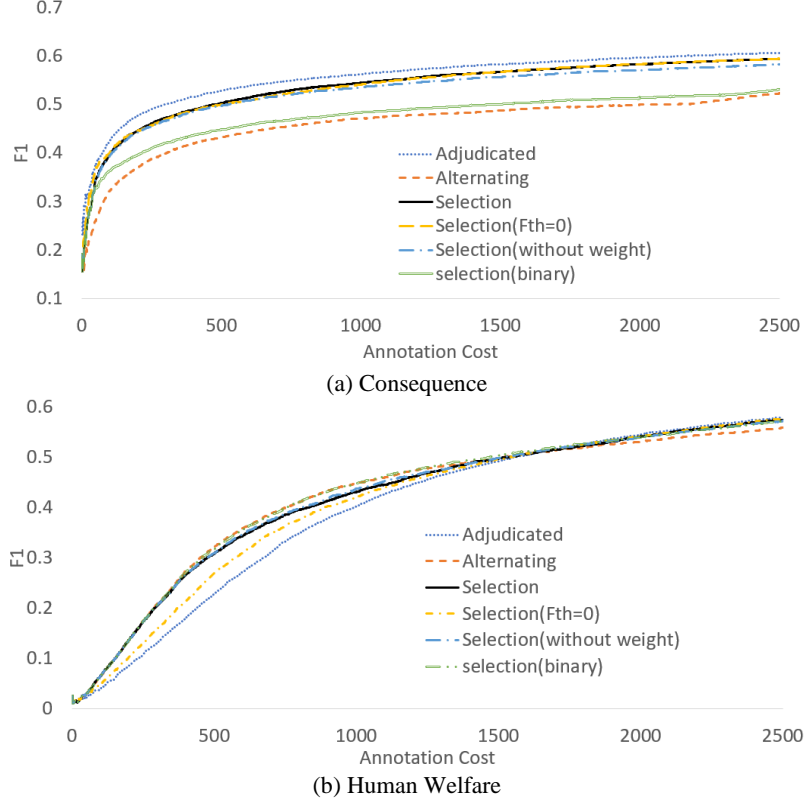 0.7
0.6
0.5
0.4
0.3
0.2
0.1
F1
Adjudicated
Alternating
Selection
Selection(Fth=0)
Selection(without weight)
selection(binary)
0 500 1000 1500 2000 2500
Annotation Cost
(a) Consequence
0.6
0.5
0.4
0.3
0.2
0.1
0
F1
Adjudicated
Alternating
Selection
Selection(Fth=0)
Selection(without weight)
selection(binary)
0 500 1000 1500 2000 2500
Annotation Cost
(b) Human Welfare